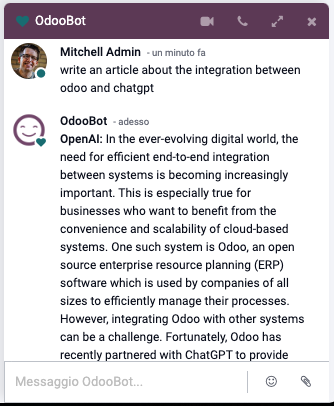 OdooBot
Mitchell Admin - un minuto fa
write an article about the integration between
odoo and chatgpt
OdooBot - adesso
OpenAI: In the ever-evolving digital world, the
need for efficient end-to-end integration
between systems is becoming increasingly
important. This is especially true for
businesses who want to benefit from the
convenience and scalability of cloud-based
systems. One such system is Odoo, an open
source enterprise resource planning (ERP)
software which is used by companies of all
sizes to efficiently manage their processes.
However, integrating Odoo with other systems
can be a challenge. Fortunately, Odoo has
recently partnered with ChatGPT to provide
Messaggio OdooBot...